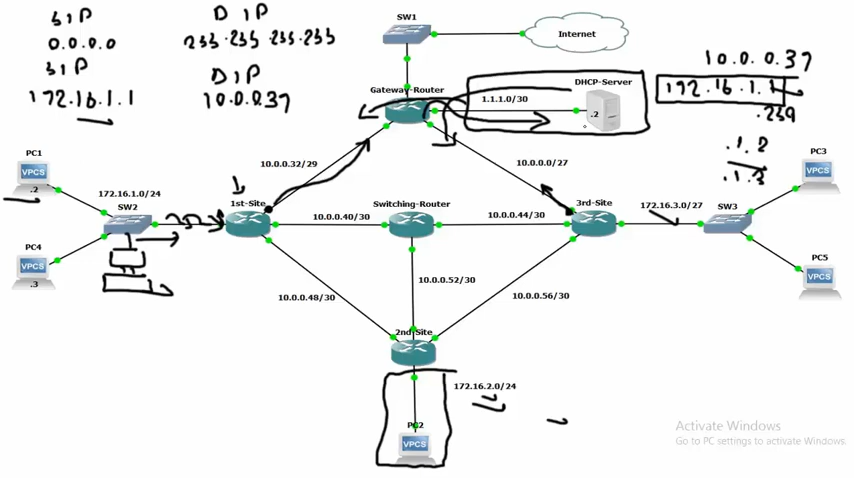 SIP
DIP
0.0.0.0
255.255.255.255
SIP
DIP
172.16.1.1
10.0.0.37
SW1
Internet
Gateway-Router
DHCP-Server
1.1.1.0/30
.2
10.0.0.37
172.16.1.1
.1.2
.1.3
PC1
VPCS
.2
172.16.1.0/24
SW2
PC4
VPCS
.3
10.0.0.32/29
10.0.0.0/27
1st-Site
10.0.0.40/30
Switching-Router
10.0.0.44/30
3rd-Site
172.16.3.0/27
SW3
PC3
VPCS
PC5
VPCS
10.0.0.52/30
10.0.0.48/30
10.0.0.56/30
2nd-Site
172.16.2.0/24
PC2
VPCS
Activate Windows
Go to PC settings to activate Windows.